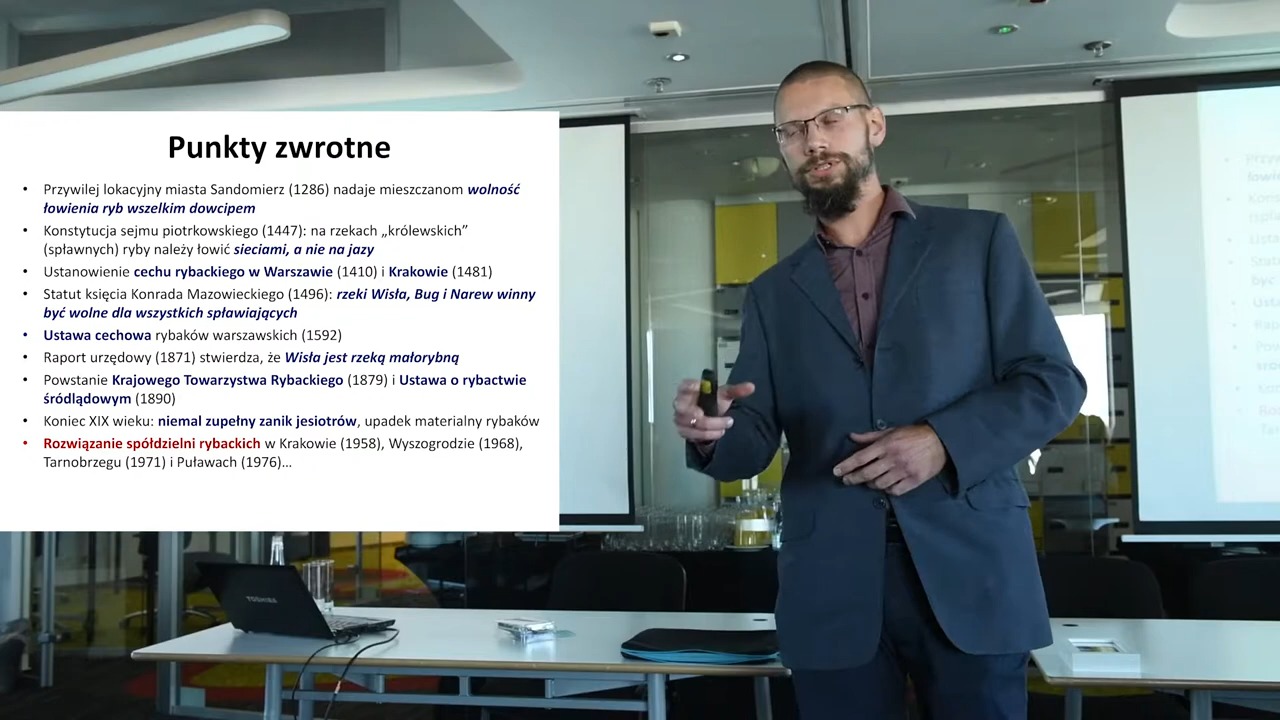 Punkty zwrotne
• Przywilej lokacyjny miasta Sandomierz (1286) nadaje mieszczanom wolność
łowienia ryb wszelkim dowcipem
• Konstytucja sejmu piotrkowskiego (1447): na rzekach „królewskich”
(spławnych) ryby należy łowić sieciami, a nie na jazy
• Ustanowienie cechu rybackiego w Warszawie (1410) i Krakowie (1481)
• Statut księcia Konrada Mazowieckiego (1496): rzeki Wisła, Bug i Narew winny
być wolne dla wszystkich spławiających
• Ustawa cechowa rybaków warszawskich (1592)
• Raport urzędowy (1871) stwierdza, że Wisła jest rzeką małorybną
• Powstanie Krajowego Towarzystwa Rybackiego (1879) i Ustawa o rybactwie
śródlądowym (1890)
• Koniec XIX wieku: niemal zupełny zanik jesiotrów, upadek materialny rybaków
• Rozwiązanie spółdzielni rybackich w Krakowie (1958), Wyszogrodzie (1968),
Tarnobrzegu (1971) i Puławach (1976)...
TOSHIBA